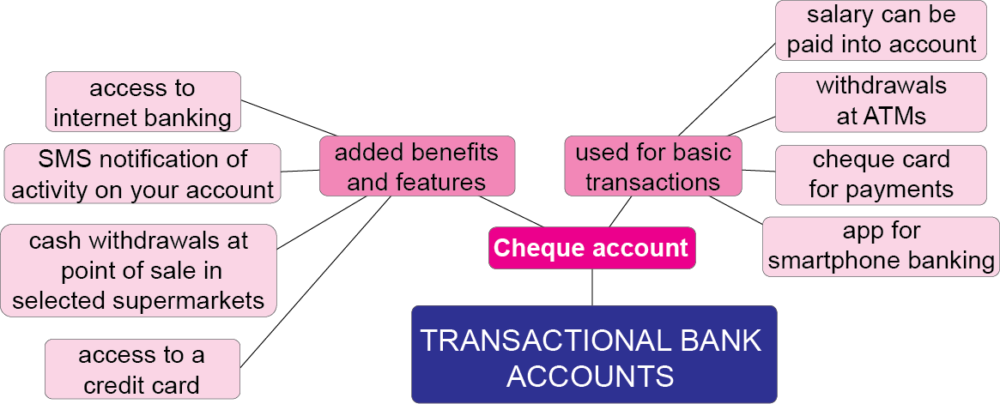 salary can be
paid into account
access to
internet banking
withdrawals
at ATMs
added benefits
and features
used for basic
transactions
SMS notification of
activity on your account
cheque card
for payments
cash withdrawals at
point of sale in
selected supermarkets
Cheque account
app for
smartphone banking
access to a
credit card
TRANSACTIONAL BANK
ACCOUNTS